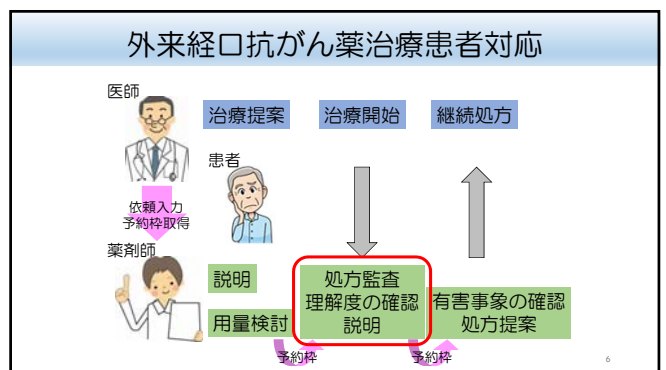 外来経口抗がん薬治療患者対応
医師
治療提案
治療開始
継続処方
患者
依頼入力
予約枠取得
薬剤師
説明
用量検討
処方監査
理解度の確認
説明
有害事象の確認
処方提案
予約枠
予約枠
6